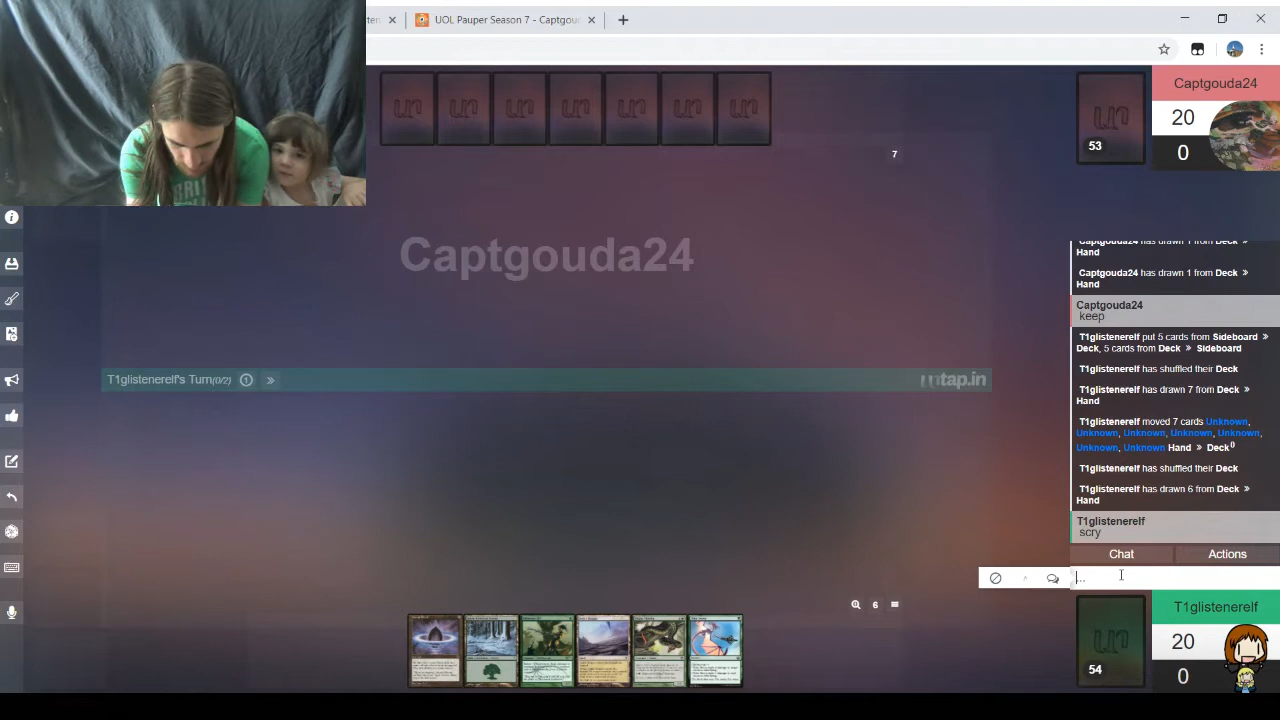 UOL Pauper Season 7 - Captgou
Captgouda24
20
0
53
7
Captgouda24
Captgouda24 has drawn 1 from Deck »
Hand
Captgouda24 has drawn 1 from Deck »
Hand
Captgouda24
keep
T1glistenerelf put 5 cards from Sideboard »
Deck, 5 cards from Deck » Sideboard
T1glistenerelf has shuffled their Deck
T1glistenerelf has drawn 7 from Deck »
Hand
T1glistenerelf moved 7 cards Unknown,
Unknown, Unknown, Unknown, Unknown,
Unknown, Unknown Hand » Deck0
T1glistenerelf has shuffled their Deck
T1glistenerelf has drawn 6 from Deck »
Hand
T1glistenerelf
scry
T1glistenerelf's Turn(0/2) 1 »
untap.in
Chat Actions
...
6
T1glistenerelf
20
0
54